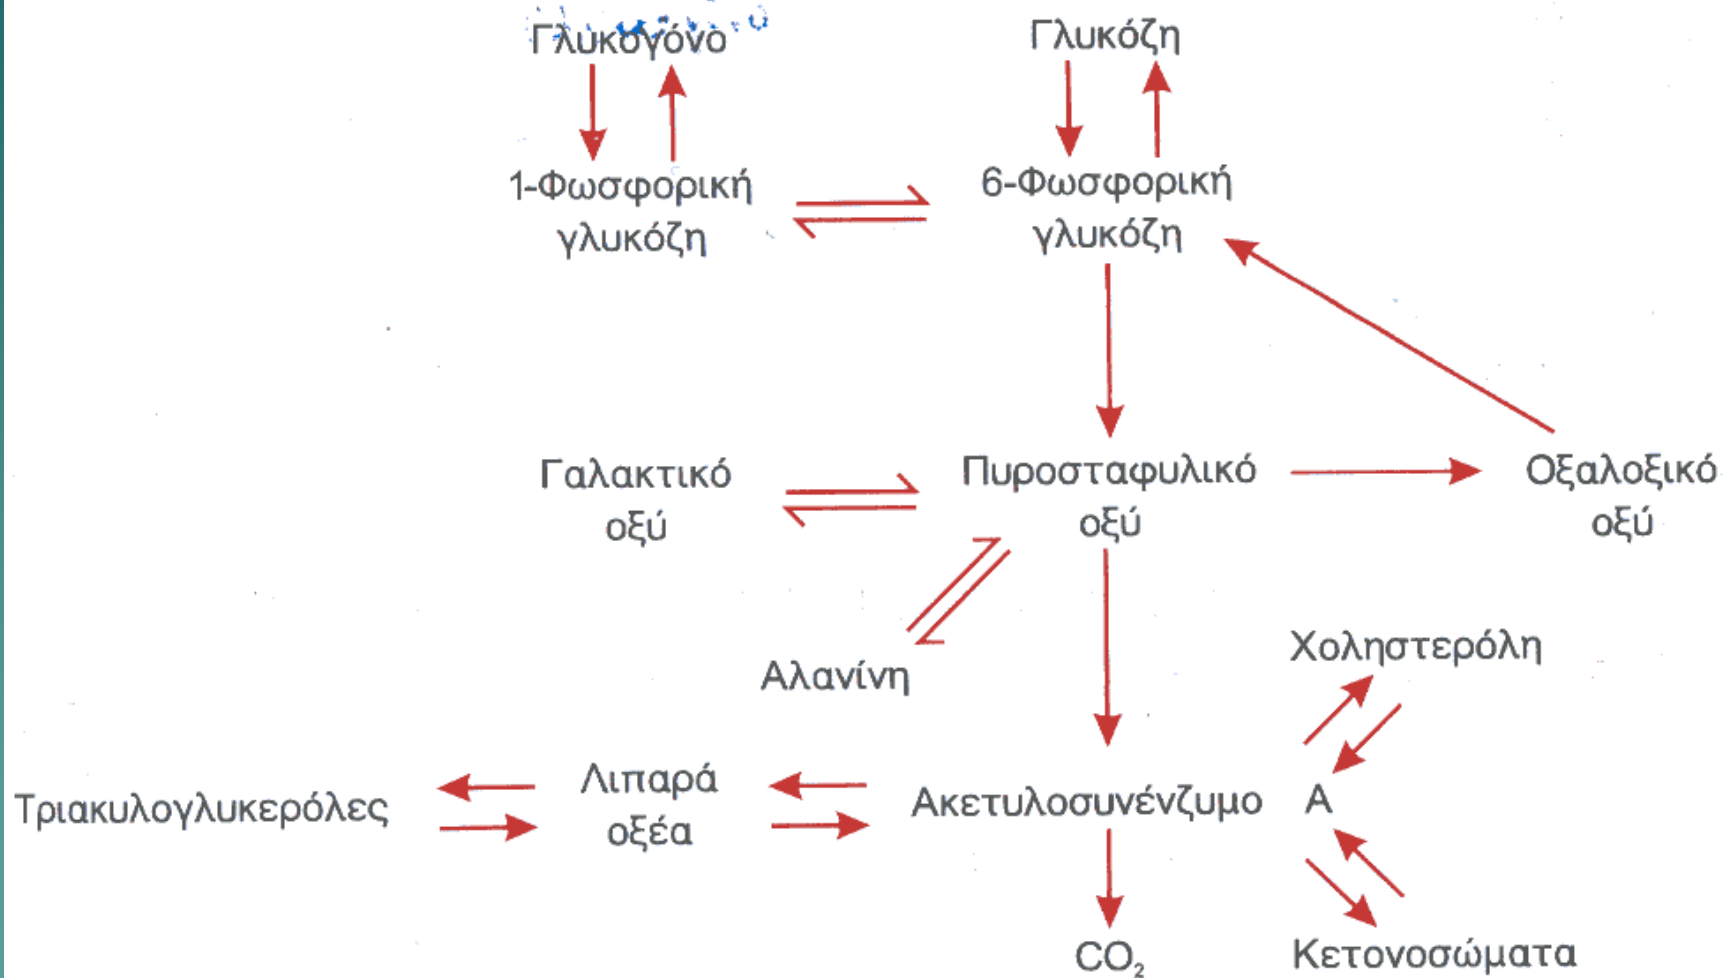 Γλυκογόνο
Γλυκόζη
1-Φωσφορική
γλυκόζη
6-Φωσφορική
γλυκόζη
Γαλακτικό
οξύ
Πυροσταφυλικό
οξύ
Οξαλοξικό
οξύ
Αλανίνη
Χοληστερόλη
Τριακυλογλυκερόλες
Λιπαρά
οξέα
Ακετυλοσυνένζυμο Α
CO₂
Κετονοσώματα